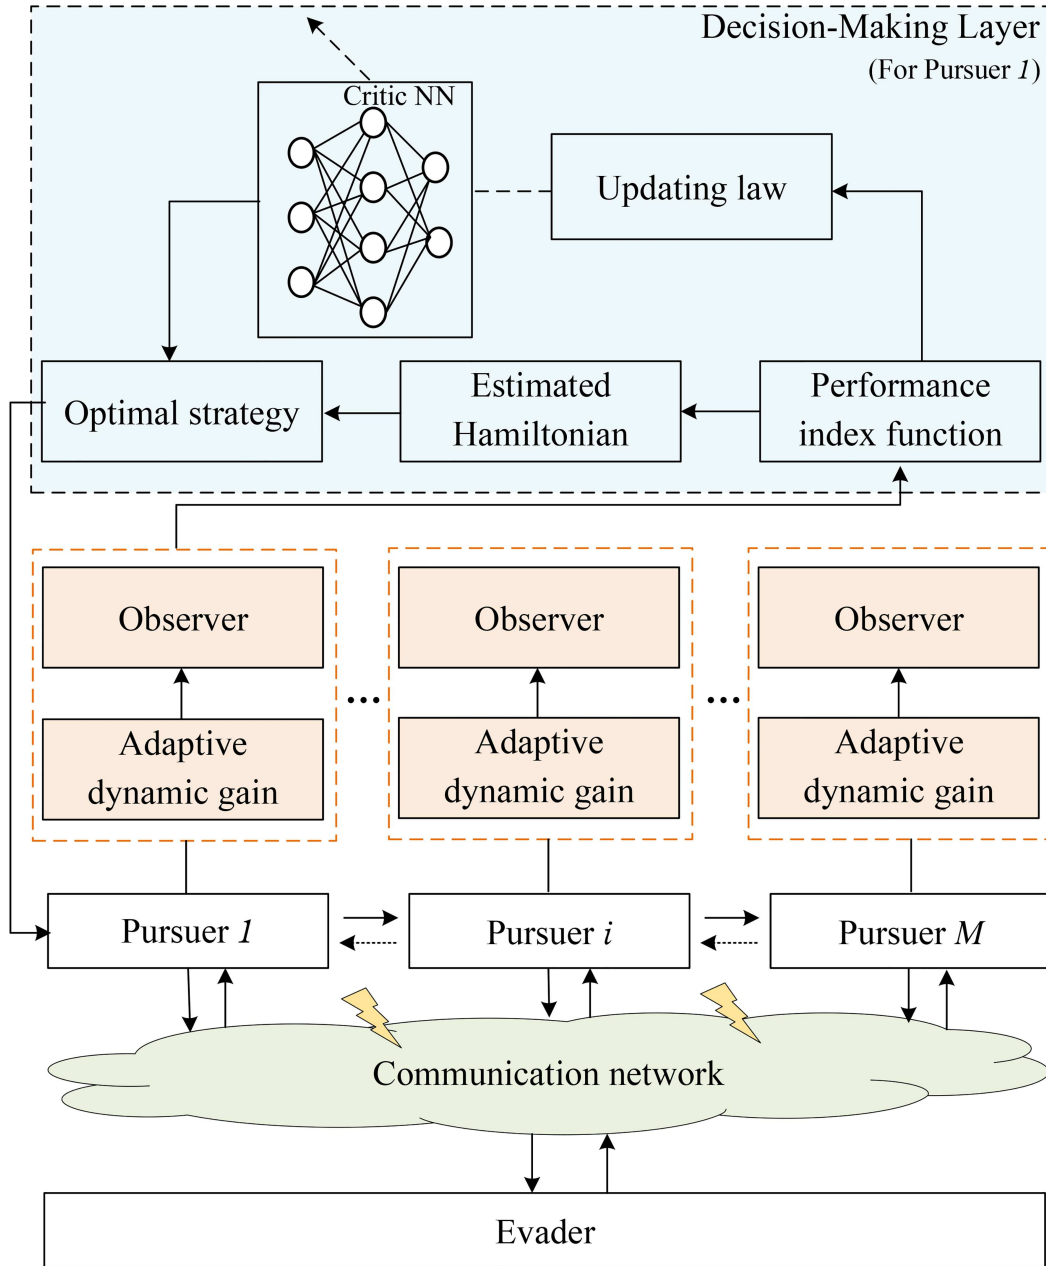 Decision-Making Layer
(For Pursuer 1)
Critic NN
Updating law
Optimal strategy
Estimated
Hamiltonian
Performance
index function
Observer
Observer
Observer
...
...
Adaptive
dynamic gain
Adaptive
dynamic gain
Adaptive
dynamic gain
Pursuer 1
Pursuer i
Pursuer M
Communication network
Evader